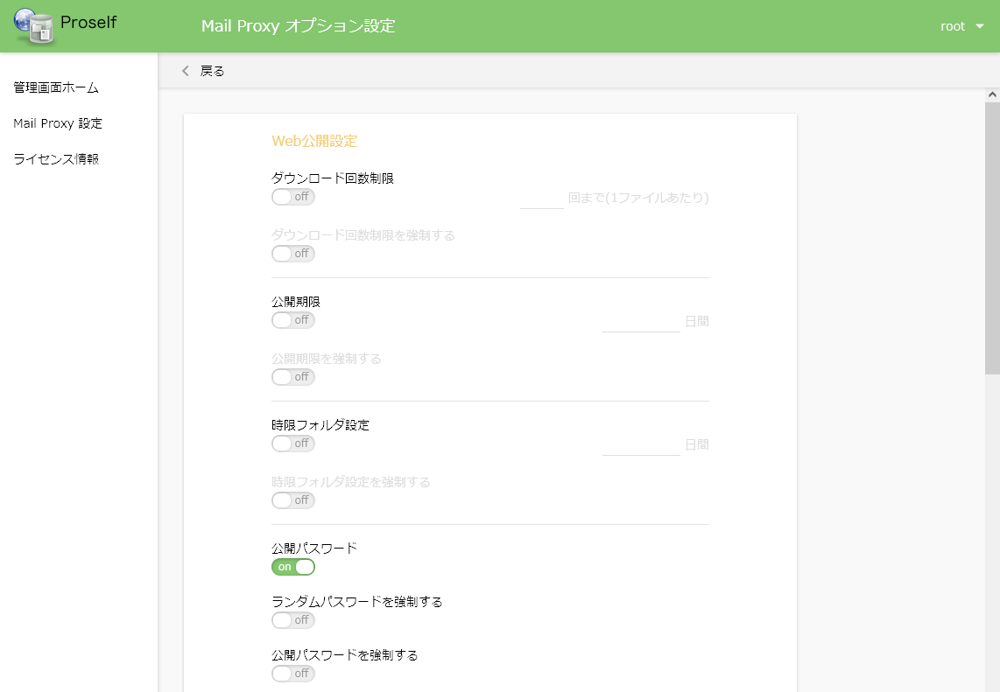 Proself
Mail Proxy オプション設定
root
管理画面ホーム
Mail Proxy 設定
ライセンス情報
戻る
Web公開設定
ダウンロード回数制限
off
回まで(1ファイルあたり)
ダウンロード回数制限を強制する
off
公開期限
off
日間
公開期限を強制する
off
時限フォルダ設定
off
日間
時限フォルダ設定を強制する
off
公開パスワード
on
ランダムパスワードを強制する
off
公開パスワードを強制する
off